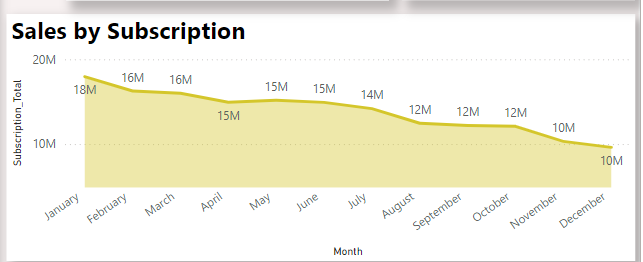 Sales by Subscription
20M
10M
Subscription_Total
18M
16M
16M
15M
15M
15M
14M
12M
12M
12M
10M
10M
January
February
March
April
May
June
July
August
September
October
November
December
Month